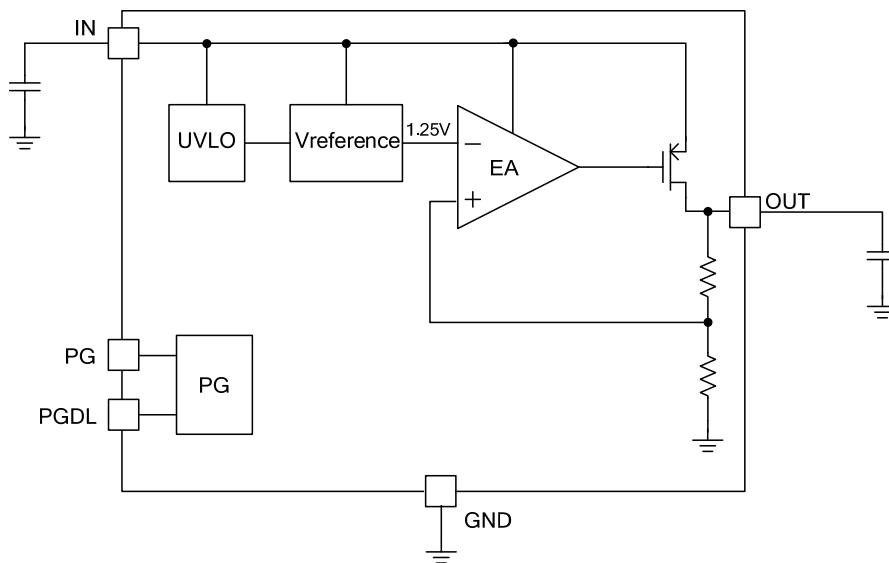 IN
UVLO
Vreference
1.25V
−
EA
+
OUT
PG
PG
PGDL
GND